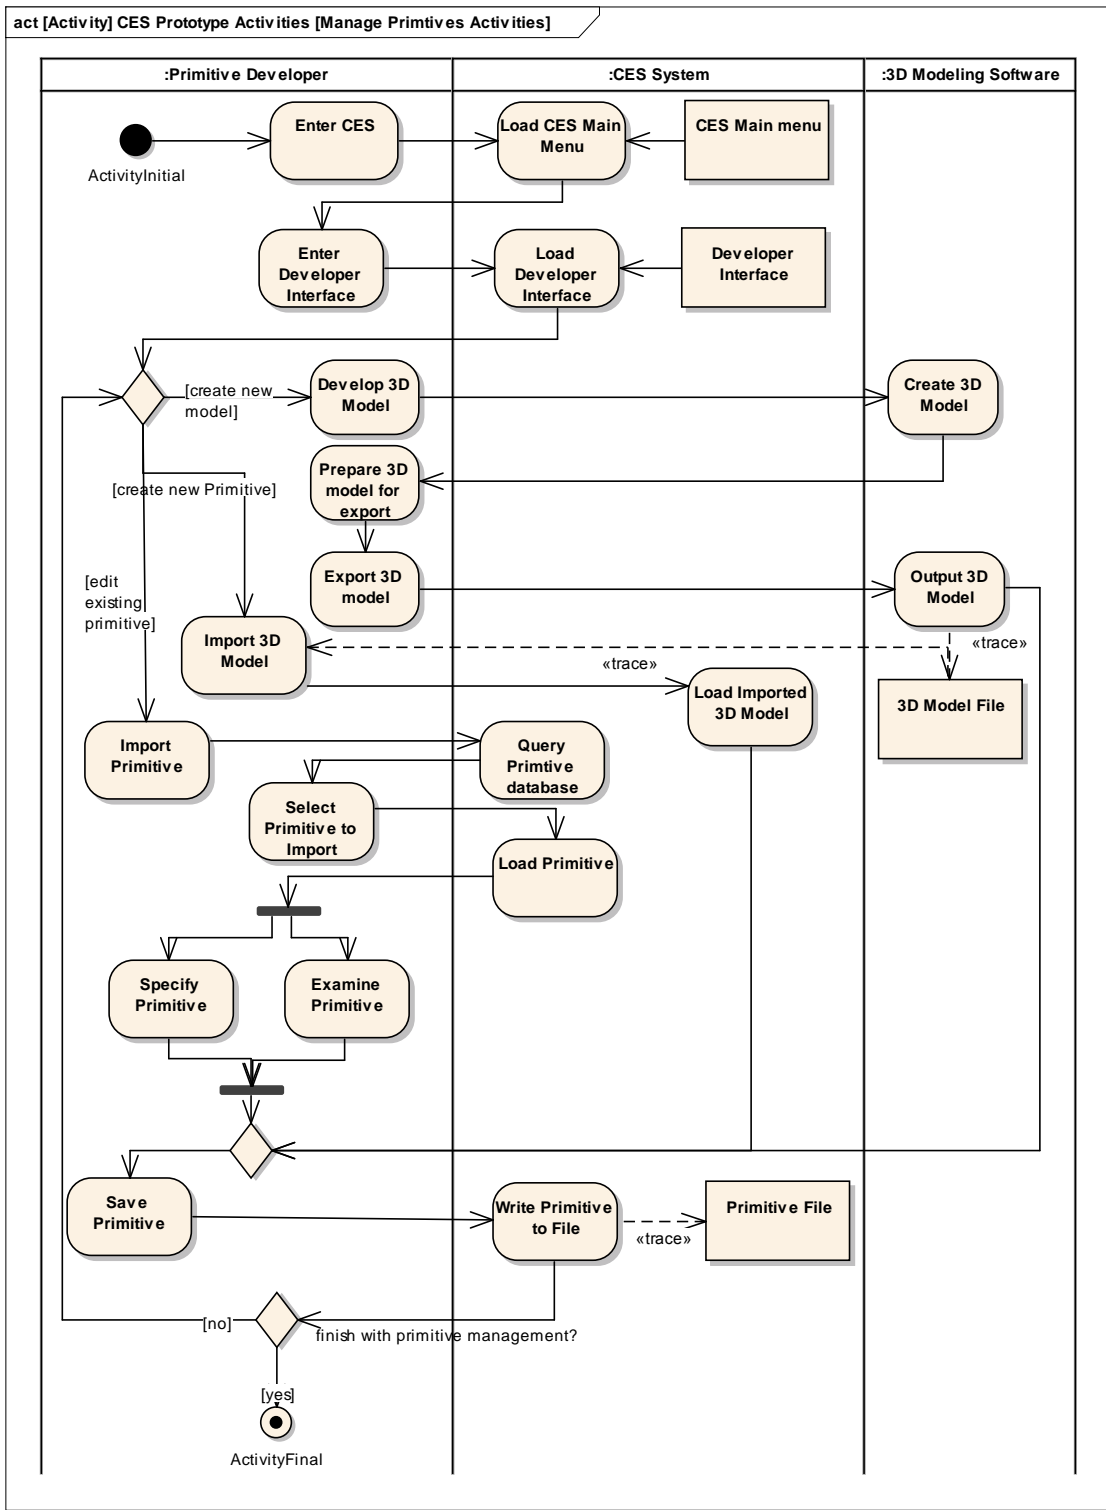 act [Activity] CES Prototype Activities [Manage Primtives Activities]
:Primitive Developer
:CES System
:3D Modeling Software
ActivityInitial
Enter CES
Load CES Main
Menu
CES Main menu
Enter
Developer
Interface
Load
Developer
Interface
Developer
Interface
[create new
model]
Develop 3D
Model
Create 3D
Model
Prepare 3D
model for
export
[create new Primitive]
Export 3D
model
Output 3D
Model
[edit
existing
primitive]
Import 3D
Model
«trace»
«trace»
Load Imported
3D Model
3D Model File
Import
Primitive
Query
Primtive
database
Select
Primitive to
Import
Load Primitive
Specify
Primitive
Examine
Primitive
Save
Primitive
Write Primitive
to File
«trace»
Primitive File
[no]
finish with primitive management?
[yes]
ActivityFinal